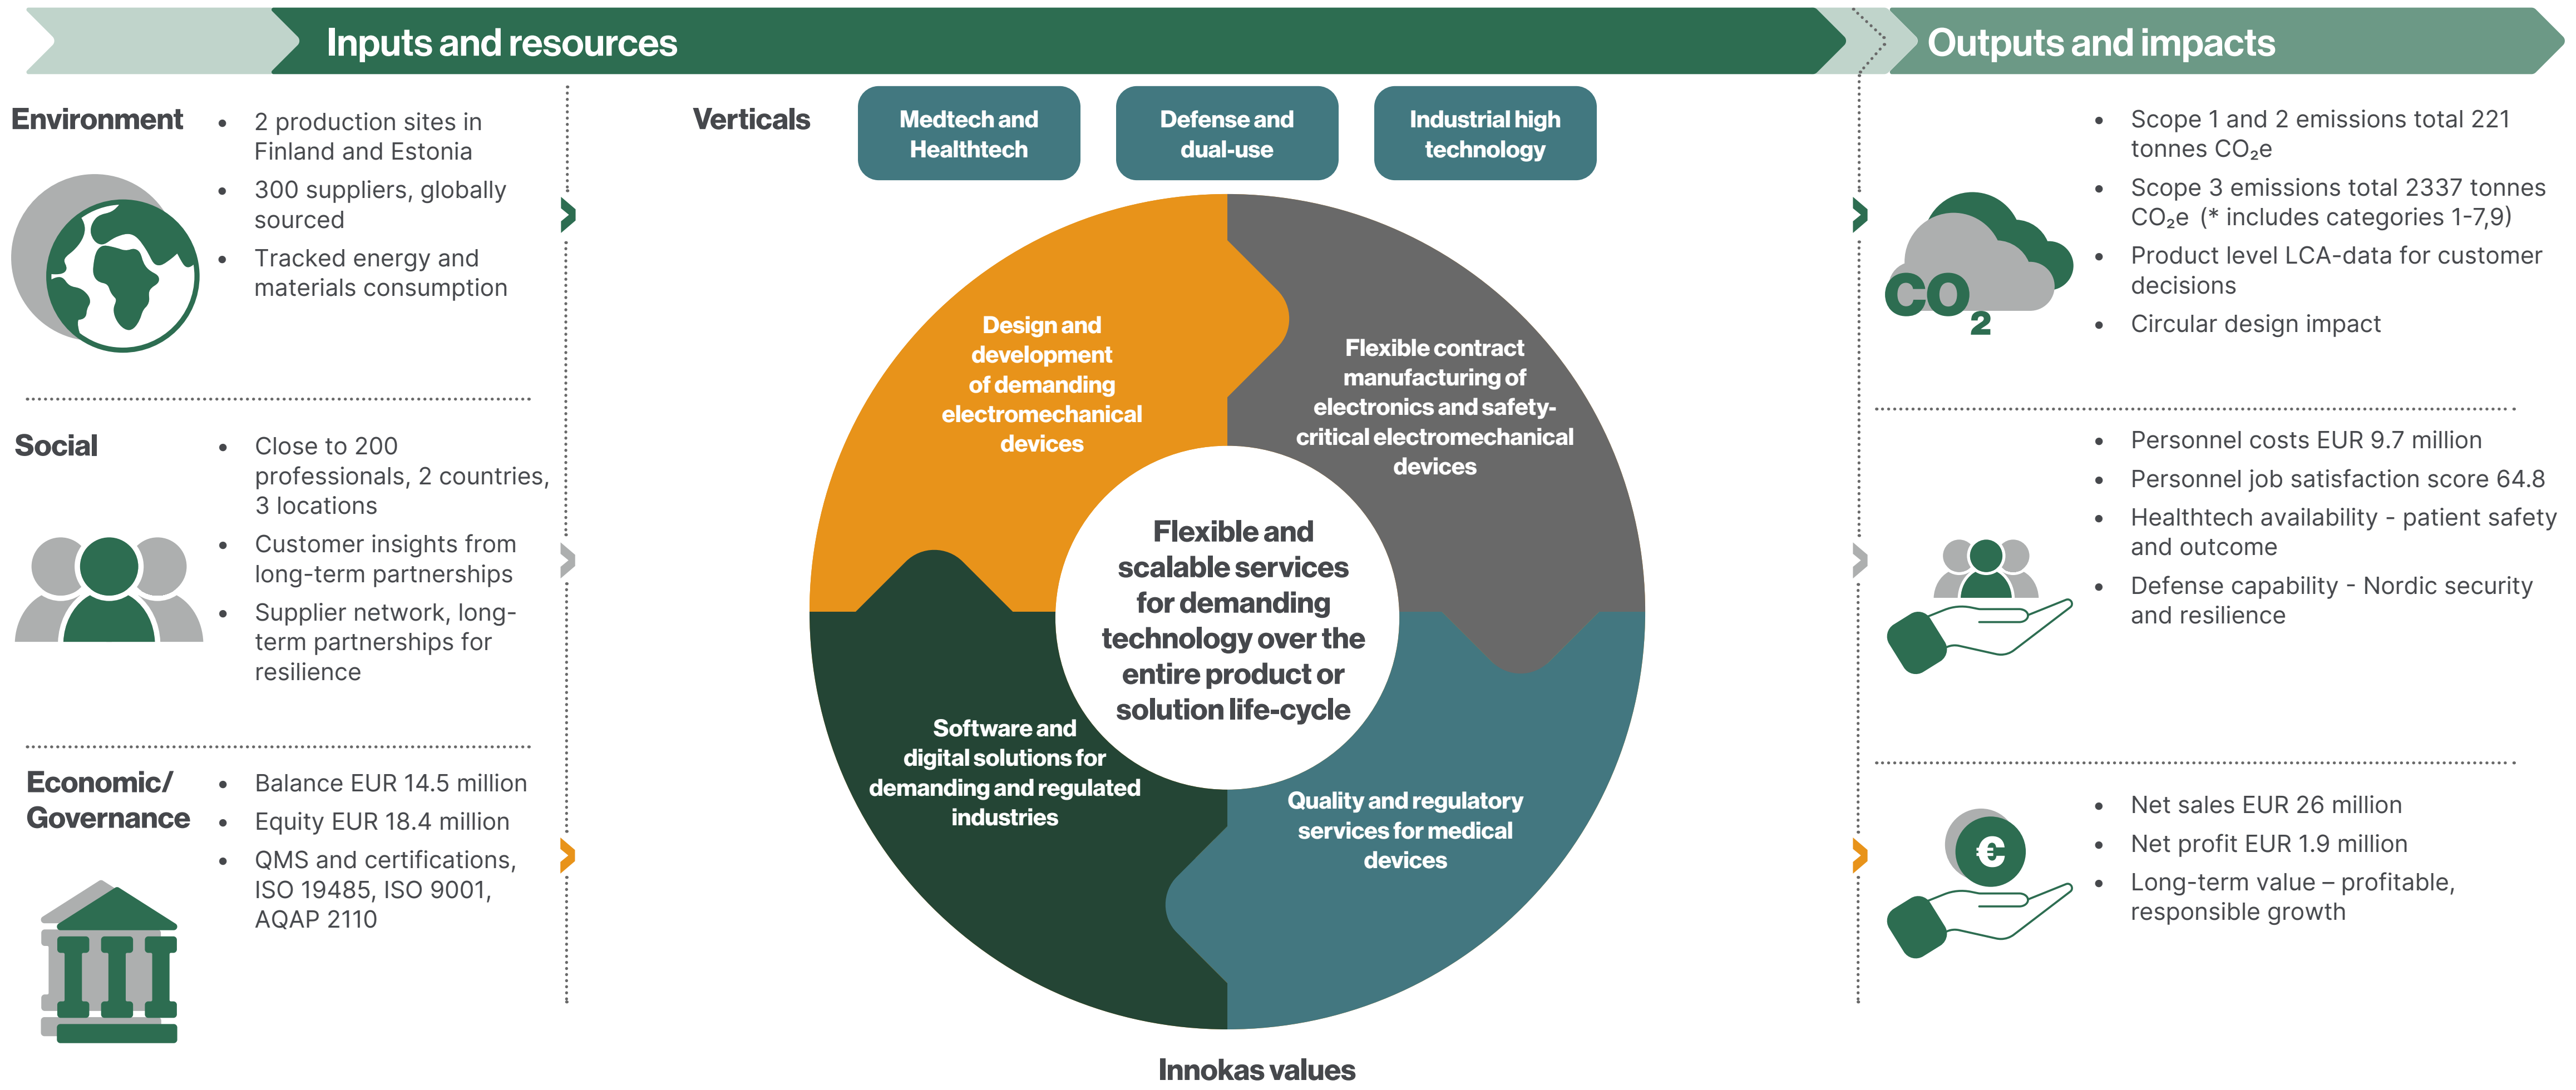 Inputs and resources
Outputs and impacts
Environment
• 2 production sites in
Finland and Estonia
• 300 suppliers, globally
sourced
• Tracked energy and
materials consumption
Social
• Close to 200
professionals, 2 countries,
3 locations
• Customer insights from
long-term partnerships
• Supplier network, long-
term partnerships for
resilience
Economic/
Governance
• Balance EUR 14.5 million
• Equity EUR 18.4 million
• QMS and certifications,
ISO 19485, ISO 9001,
AQAP 2110
Verticals
Medtech and
Healthtech
Defense and
dual-use
Industrial high
technology
Design and
development
of demanding
electromechanical
devices
Flexible contract
manufacturing of
electronics and safety-
critical electromechanical
devices
Flexible and
scalable services
for demanding
technology over the
entire product or
solution life-cycle
Software and
digital solutions for
demanding and regulated
industries
Quality and regulatory
services for medical
devices
Innokas values
CO2
• Scope 1 and 2 emissions total 221
tonnes CO₂e
• Scope 3 emissions total 2337 tonnes
CO₂e (* includes categories 1-7,9)
• Product level LCA-data for customer
decisions
• Circular design impact
• Personnel costs EUR 9.7 million
• Personnel job satisfaction score 64.8
• Healthtech availability - patient safety
and outcome
• Defense capability - Nordic security
and resilience
€
• Net sales EUR 26 million
• Net profit EUR 1.9 million
• Long-term value – profitable,
responsible growth